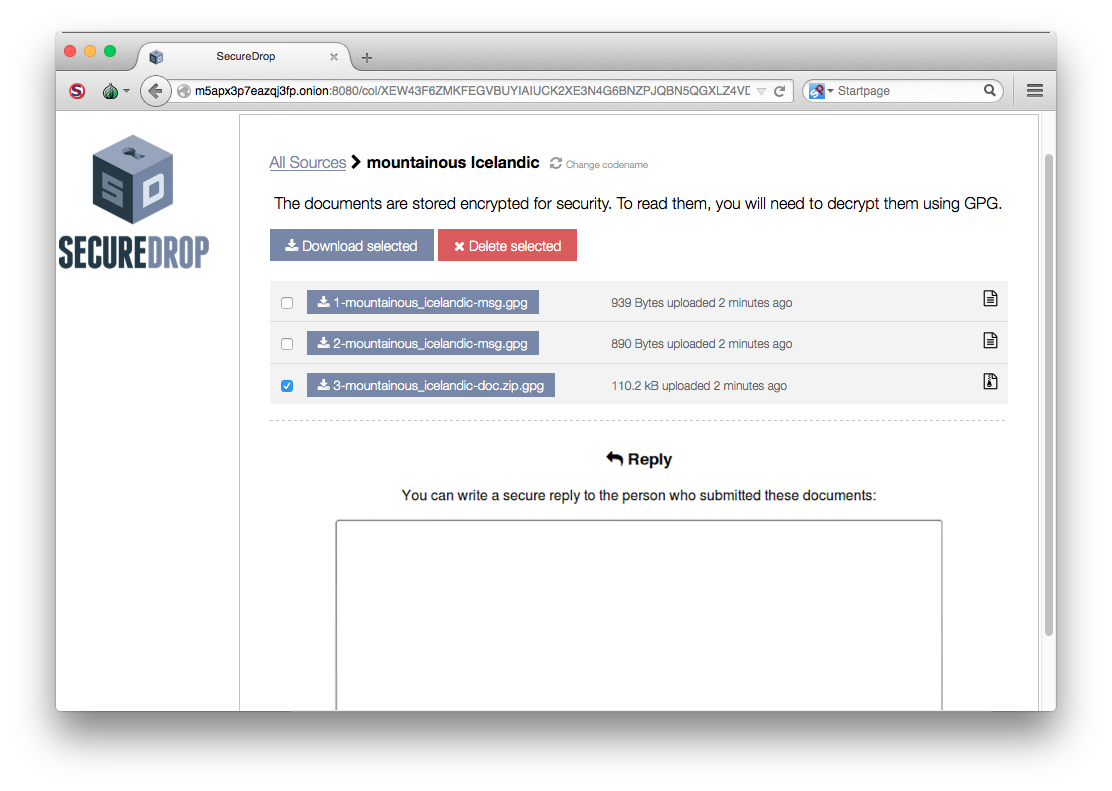 SecureDrop
m5apx3p7eazqj3fp.onion:8080/col/XEW43F6ZMKFEGVBUYIAIUCK2XE3N4G6BNZPJQBN5QGXLZ4VD
Startpage
S D
SECUREDROP
All Sources mountainous Icelandic Change codename
The documents are stored encrypted for security. To read them, you will need to decrypt them using GPG.
Download selected Delete selected
1-mountainous_icelandic-msg.gpg 939 Bytes uploaded 2 minutes ago
2-mountainous_icelandic-msg.gpg 890 Bytes uploaded 2 minutes ago
3-mountainous_icelandic-doc.zip.gpg 110.2 kB uploaded 2 minutes ago
Reply
You can write a secure reply to the person who submitted these documents: